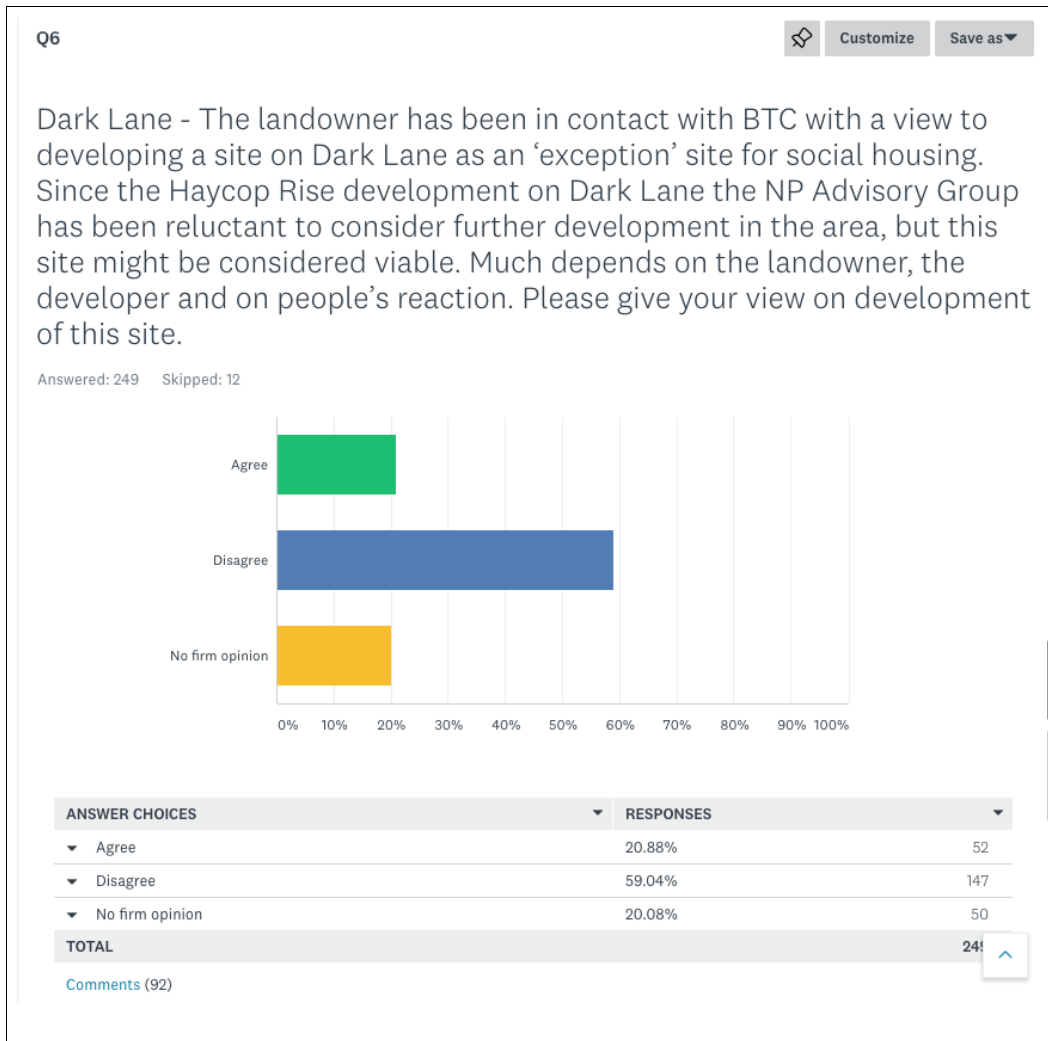 Q6
Customize
Save as
Dark Lane - The landowner has been in contact with BTC with a view to
developing a site on Dark Lane as an ‘exception’ site for social housing.
Since the Haycop Rise development on Dark Lane the NP Advisory Group
has been reluctant to consider further development in the area, but this
site might be considered viable. Much depends on the landowner, the
developer and on people’s reaction. Please give your view on development
of this site.
Answered: 249 Skipped: 12
Agree
Disagree
No firm opinion
0% 10% 20% 30% 40% 50% 60% 70% 80% 90% 100%
ANSWER CHOICES RESPONSES
Agree 20.88% 52
Disagree 59.04% 147
No firm opinion 20.08% 50
TOTAL 249
Comments (92)